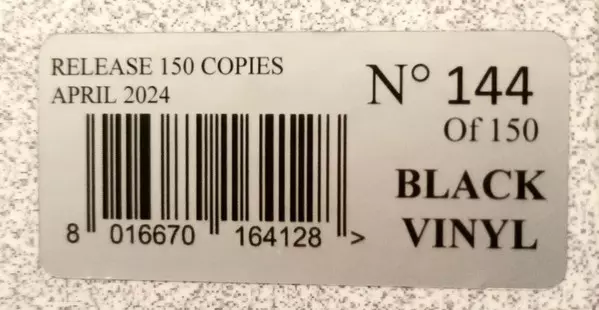 RELEASE 150 COPIES
APRIL 2024
8 016670 164128 >
N° 144
Of 150
BLACK
VINYL